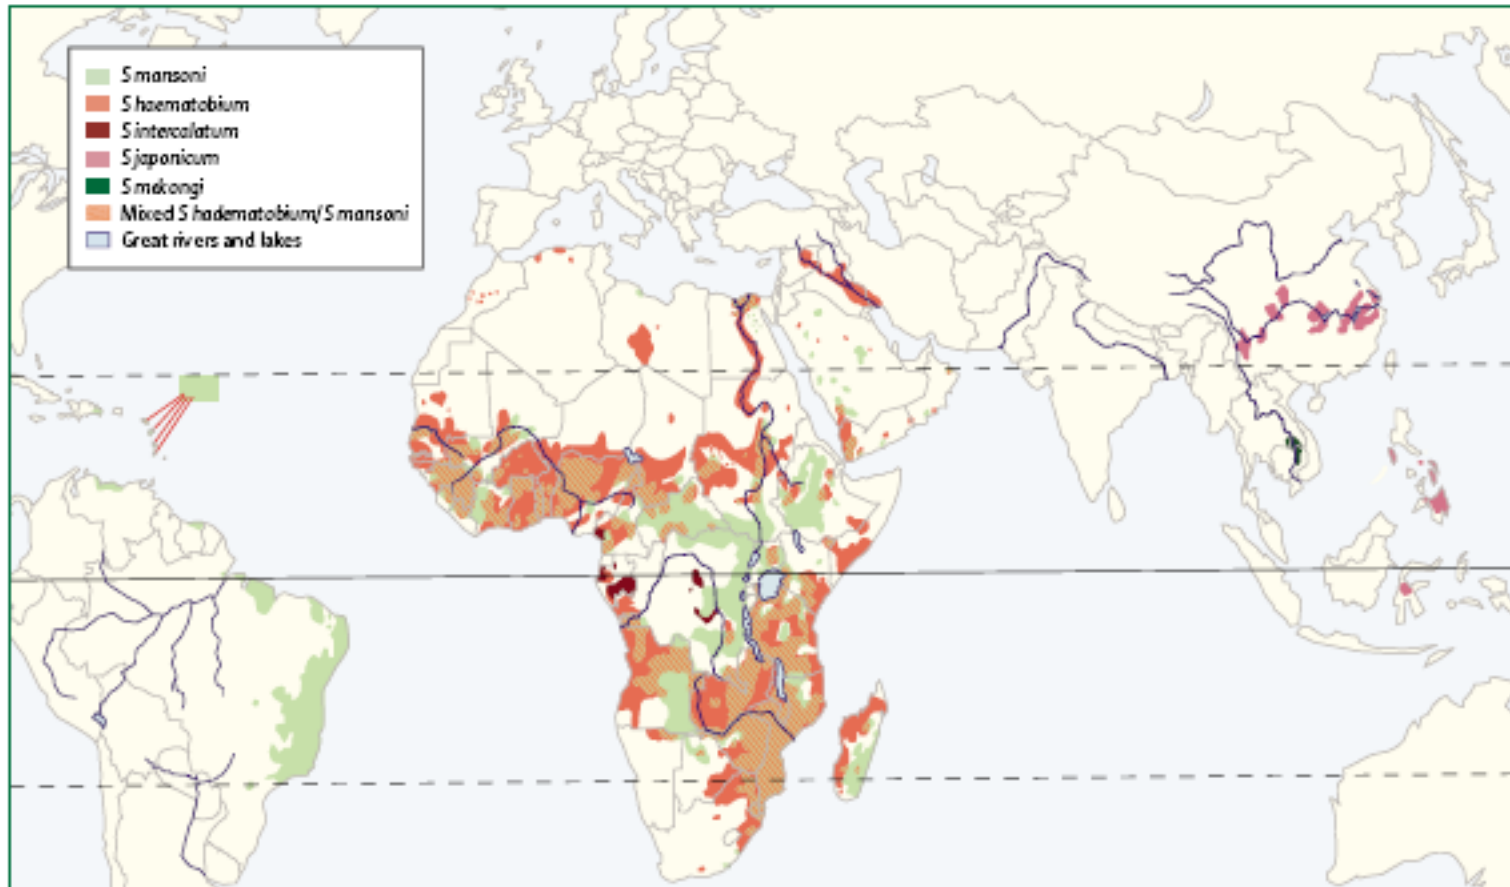 S mansoni
S haematobium
S intercalatum
S japonicum
S mekongi
Mixed S hadematobium/S mansoni
Great rivers and lakes